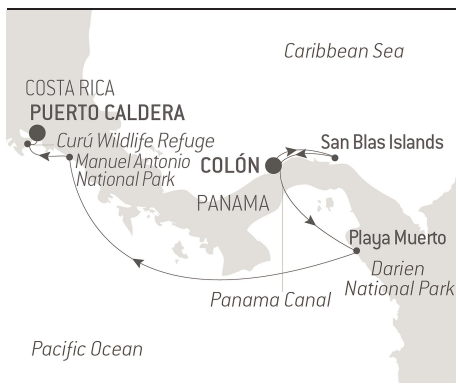 Caribbean Sea
COSTA RICA
PUERTO CALDERA
Curú Wildlife Refuge
Manuel Antonio
National Park
San Blas Islands
COLÓN
PANAMA
Playa Muerto
Darien
National Park
Panama Canal
Pacific Ocean